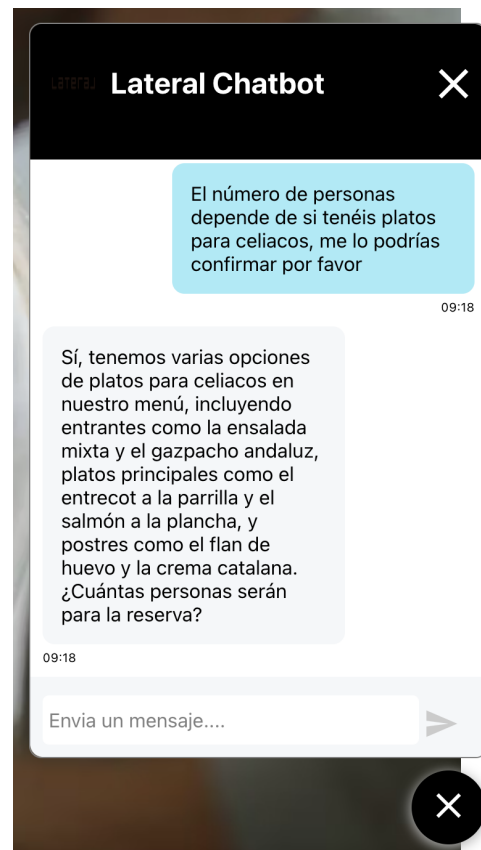 Lateral Lateral Chatbot
El número de personas
depende de si tenéis platos
para celiacos, me lo podrías
confirmar por favor
09:18
Sí, tenemos varias opciones
de platos para celiacos en
nuestro menú, incluyendo
entrantes como la ensalada
mixta y el gazpacho andaluz,
platos principales como el
entrecot a la parrilla y el
salmón a la plancha, y
postres como el flan de
huevo y la crema catalana.
¿Cuántas personas serán
para la reserva?
09:18
Envia un mensaje....